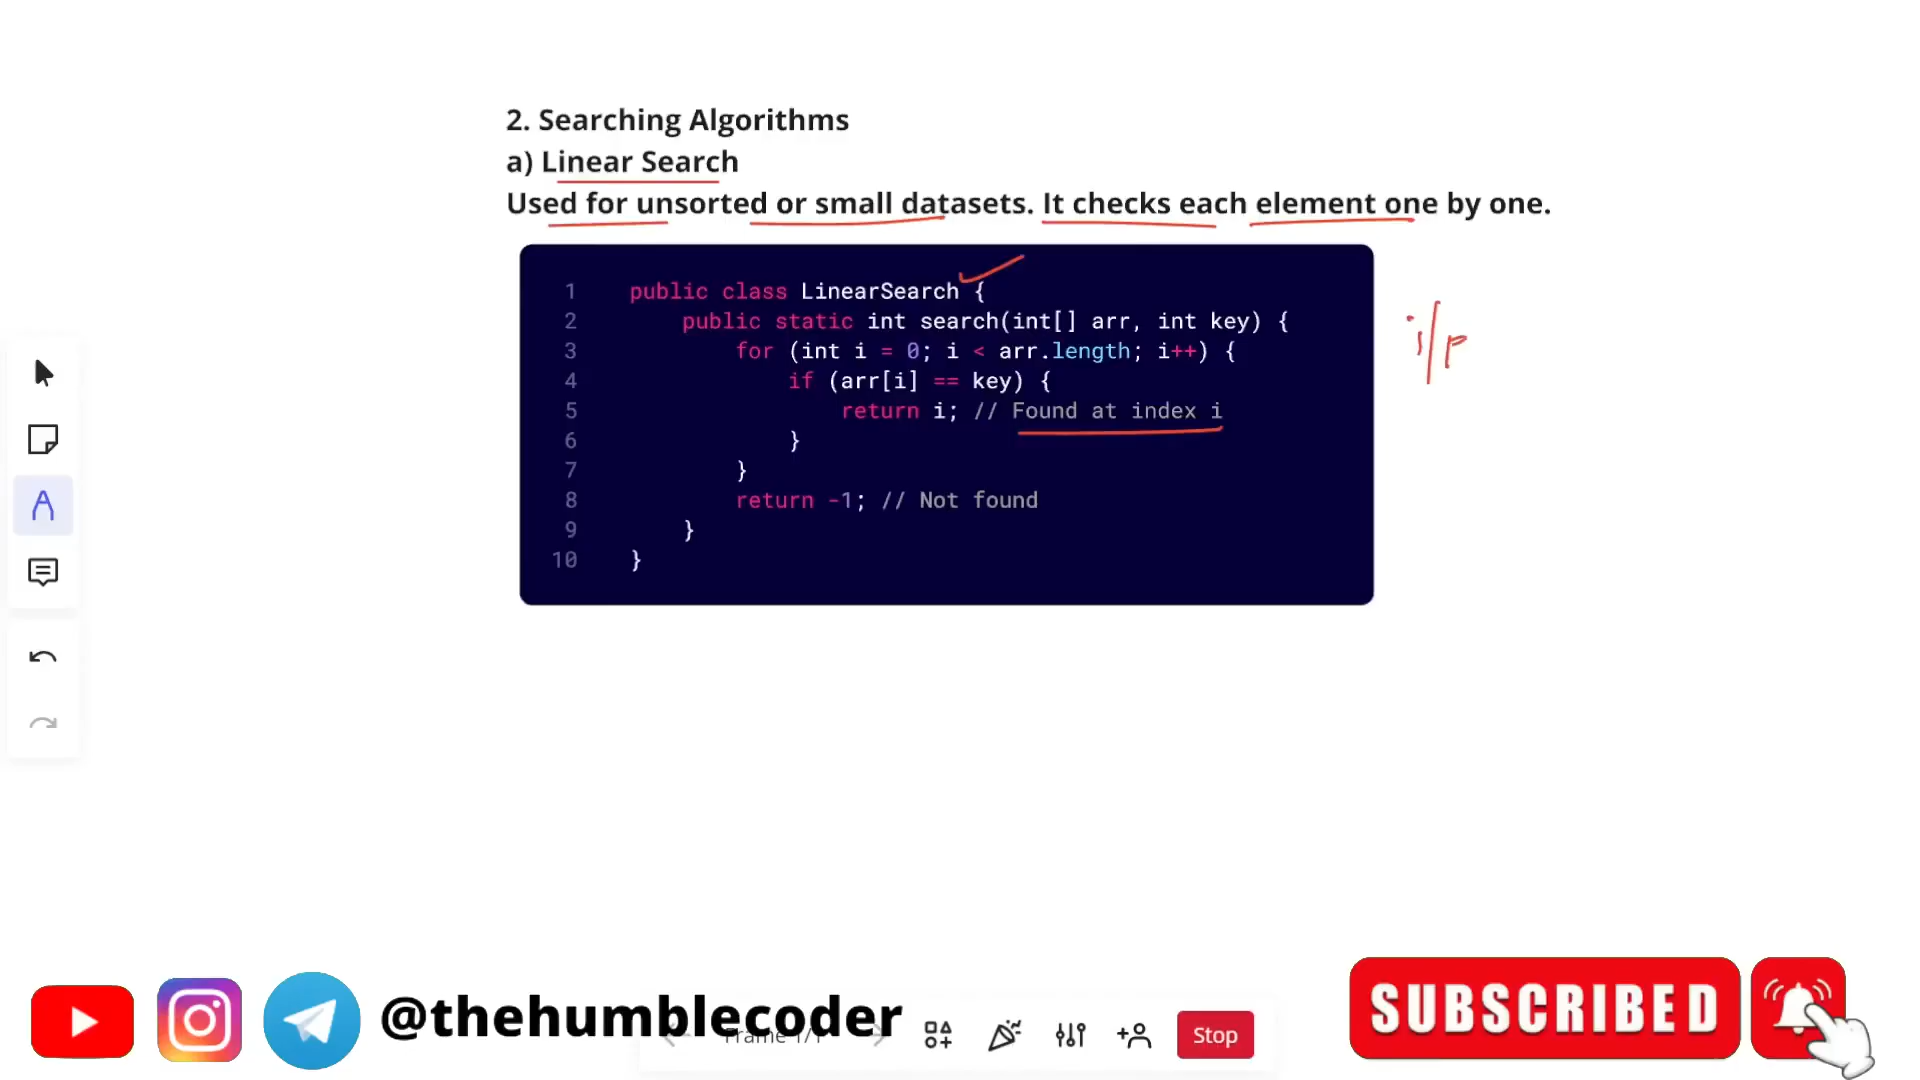 2. Searching Algorithms
a) Linear Search
Used for unsorted or small datasets. It checks each element one by one.
1 public class LinearSearch {
2 public static int search(int[] arr, int key) {
3 for (int i = 0; i < arr.length; i++) {
4 if (arr[i] == key) {
5 return i; // Found at index i
6 }
7 }
8 return -1; // Not found
9 }
10 }
i/p
@thehumblecoder
Frame 1/1
Stop
SUBSCRIBED